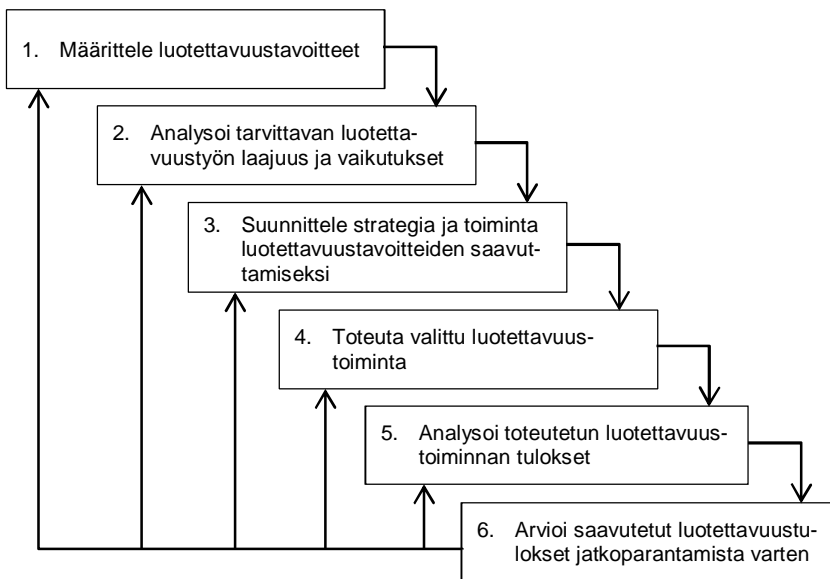 1. Määrittele luotettavuustavoitteet
2. Analysoi tarvittavan luotetta-
vuustyön laajuus ja vaikutukset
3. Suunnittele strategia ja toiminta
luotettavuustavoitteiden saavut-
tamiseksi
4. Toteuta valittu luotettavuus-
toiminta
5. Analysoi toteutetun luotettavuus-
toiminnan tulokset
6. Arvioi saavutetut luotettavuustu-
lokset jatkoparantamista varten